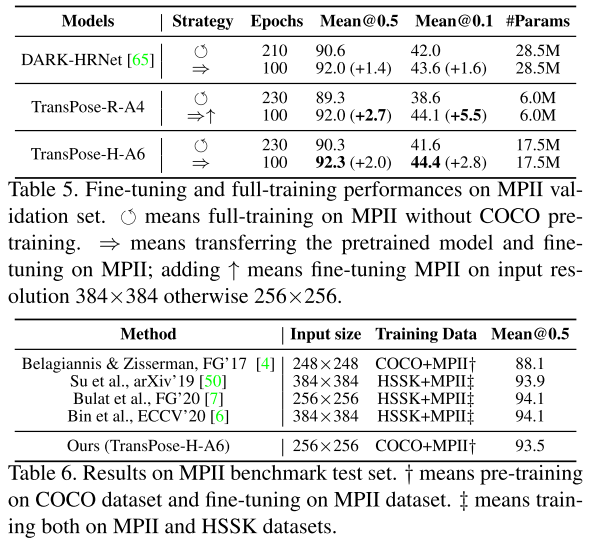 Models Strategy Epochs Mean@0.5 Mean@0.1 #Params
DARK-HRNet [65] ↺ 210 90.6 42.0 28.5M
⇒ 100 92.0 (+1.4) 43.6 (+1.6) 28.5M
TransPose-R-A4 ↺ 230 89.3 38.6 6.0M
⇒↑ 100 92.0 (+2.7) 44.1 (+5.5) 6.0M
TransPose-H-A6 ↺ 230 90.3 41.6 17.5M
⇒ 100 92.3 (+2.0) 44.4 (+2.8) 17.5M
Table 5. Fine-tuning and full-training performances on MPII val-
idation set. ↺ means full-training on MPII without COCO pre-
training. ⇒ means transferring the pretrained model and fine-
tuning on MPII; adding ↑ means fine-tuning MPII on input res-
olution 384×384 otherwise 256×256.
Method Input size Training Data Mean@0.5
Belagiannis & Zisserman, FG'17 [4] 248×248 COCO+MPII† 88.1
Su et al., arXiv'19 [50] 384×384 HSSK+MPII‡ 93.9
Bulat et al., FG'20 [7] 256×256 HSSK+MPII‡ 94.1
Bin et al., ECCV'20 [6] 384×384 HSSK+MPII‡ 94.1
Ours (TransPose-H-A6) 256×256 COCO+MPII† 93.5
Table 6. Results on MPII benchmark test set. † means pre-training
on COCO dataset and fine-tuning on MPII dataset. ‡ means train-
ing both on MPII and HSSK datasets.